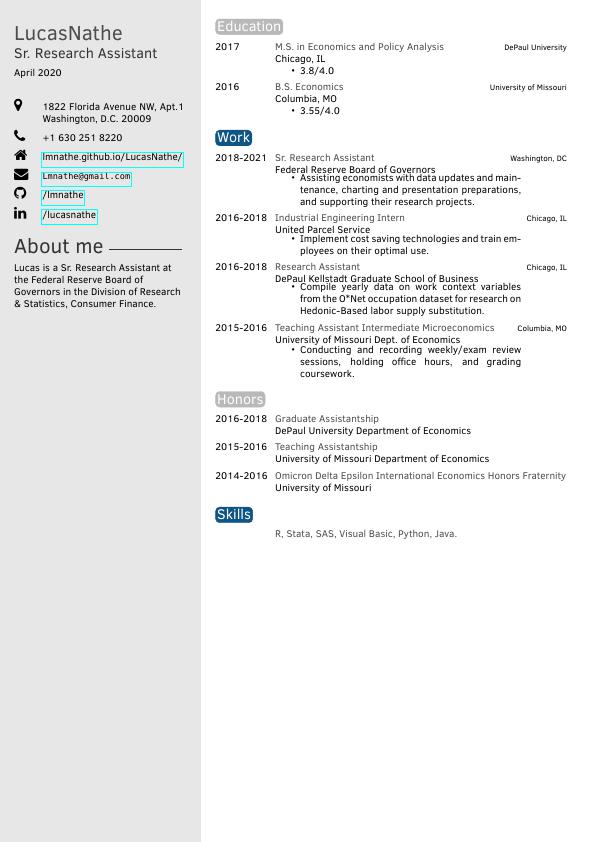 LucasNathe
Sr. Research Assistant
April 2020
1822 Florida Avenue NW, Apt.1
Washington, D.C. 20009
+1 630 251 8220
lmnathe.github.io/LucasNathe/
Lmnathe@gmail.com
/lmnathe
/lucasnathe
About me
Lucas is a Sr. Research Assistant at
the Federal Reserve Board of
Governors in the Division of Research
& Statistics, Consumer Finance.
Education
2017 M.S. in Economics and Policy Analysis DePaul University
Chicago, IL
• 3.8/4.0
2016 B.S. Economics University of Missouri
Columbia, MO
• 3.55/4.0
Work
2018-2021 Sr. Research Assistant Washington, DC
Federal Reserve Board of Governors
• Assisting economists with data updates and main-
tenance, charting and presentation preparations,
and supporting their research projects.
2016-2018 Industrial Engineering Intern Chicago, IL
United Parcel Service
• Implement cost saving technologies and train em-
ployees on their optimal use.
2016-2018 Research Assistant Chicago, IL
DePaul Kellstadt Graduate School of Business
• Compile yearly data on work context variables
from the O*Net occupation dataset for research on
Hedonic-Based labor supply substitution.
2015-2016 Teaching Assistant Intermediate Microeconomics Columbia, MO
University of Missouri Dept. of Economics
• Conducting and recording weekly/exam review
sessions, holding office hours, and grading
coursework.
Honors
2016-2018 Graduate Assistantship
DePaul University Department of Economics
2015-2016 Teaching Assistantship
University of Missouri Department of Economics
2014-2016 Omicron Delta Epsilon International Economics Honors Fraternity
University of Missouri
Skills
R, Stata, SAS, Visual Basic, Python, Java.